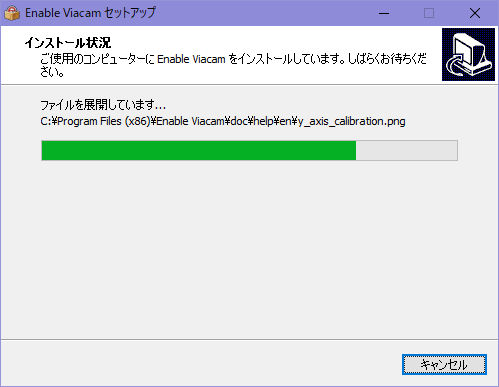 Enable Viacam セットアップ
インストール状況
ご使用のコンピューターに Enable Viacam をインストールしています。しばらくお待ちくだ
さい。
ファイルを展開しています...
C:¥Program Files (x86)¥Enable Viacam¥doc¥help¥en¥y_axis_calibration.png
キャンセル